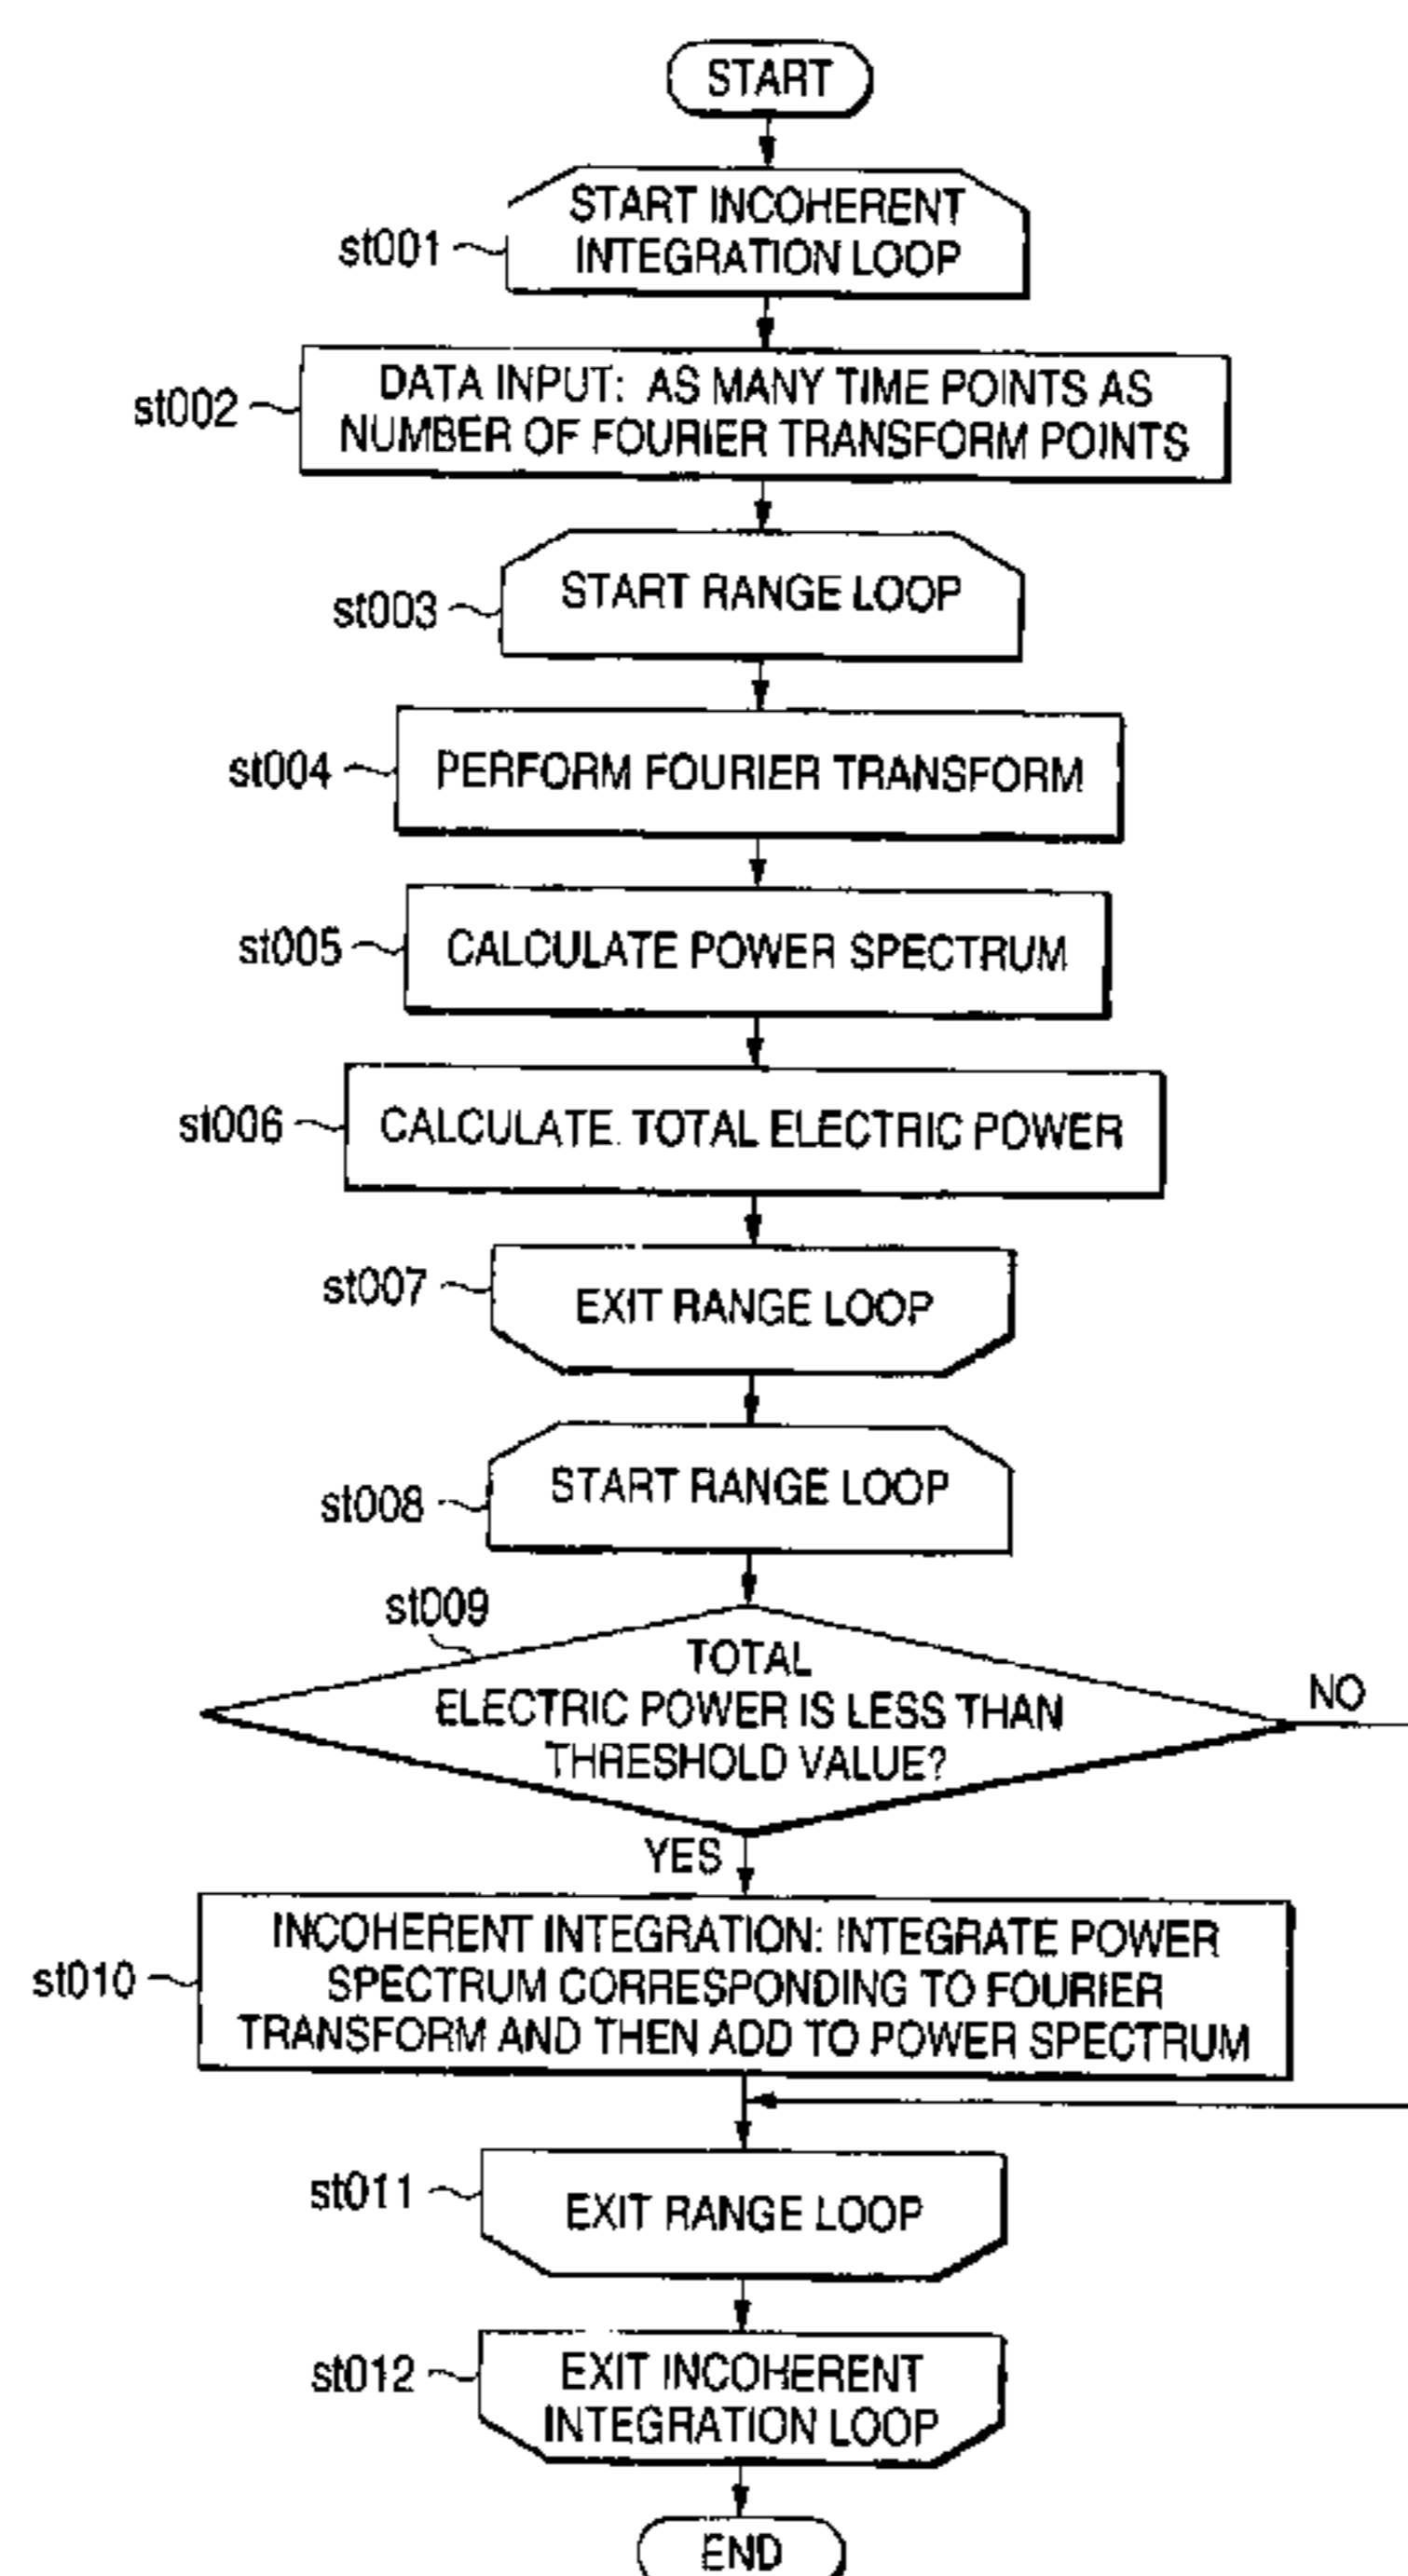 START
START INCOHERENT
INTEGRATION LOOP
st001
DATA INPUT: AS MANY TIME POINTS AS
NUMBER OF FOURIER TRANSFORM POINTS
st002
START RANGE LOOP
st003
PERFORM FOURIER TRANSFORM
st004
CALCULATE POWER SPECTRUM
st005
CALCULATE TOTAL ELECTRIC POWER
st006
EXIT RANGE LOOP
st007
START RANGE LOOP
st008
st009
TOTAL
ELECTRIC POWER IS LESS THAN
THRESHOLD VALUE?
NO
YES
INCOHERENT INTEGRATION: INTEGRATE POWER
SPECTRUM CORRESPONDING TO FOURIER
TRANSFORM AND THEN ADD TO POWER SPECTRUM
st010
EXIT RANGE LOOP
st011
EXIT INCOHERENT
INTEGRATION LOOP
st012
END